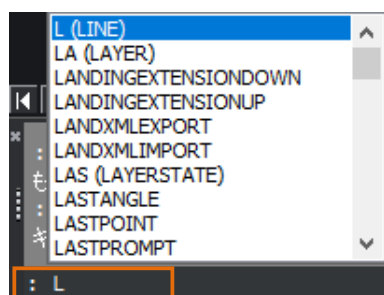 L (LINE)
LA (LAYER)
LANDINGEXTENSIONDOWN
LANDINGEXTENSIONUP
LANDXMLEXPORT
LANDXMLIMPORT
LAS (LAYERSTATE)
LASTANGLE
LASTPOINT
LASTPROMPT
: L